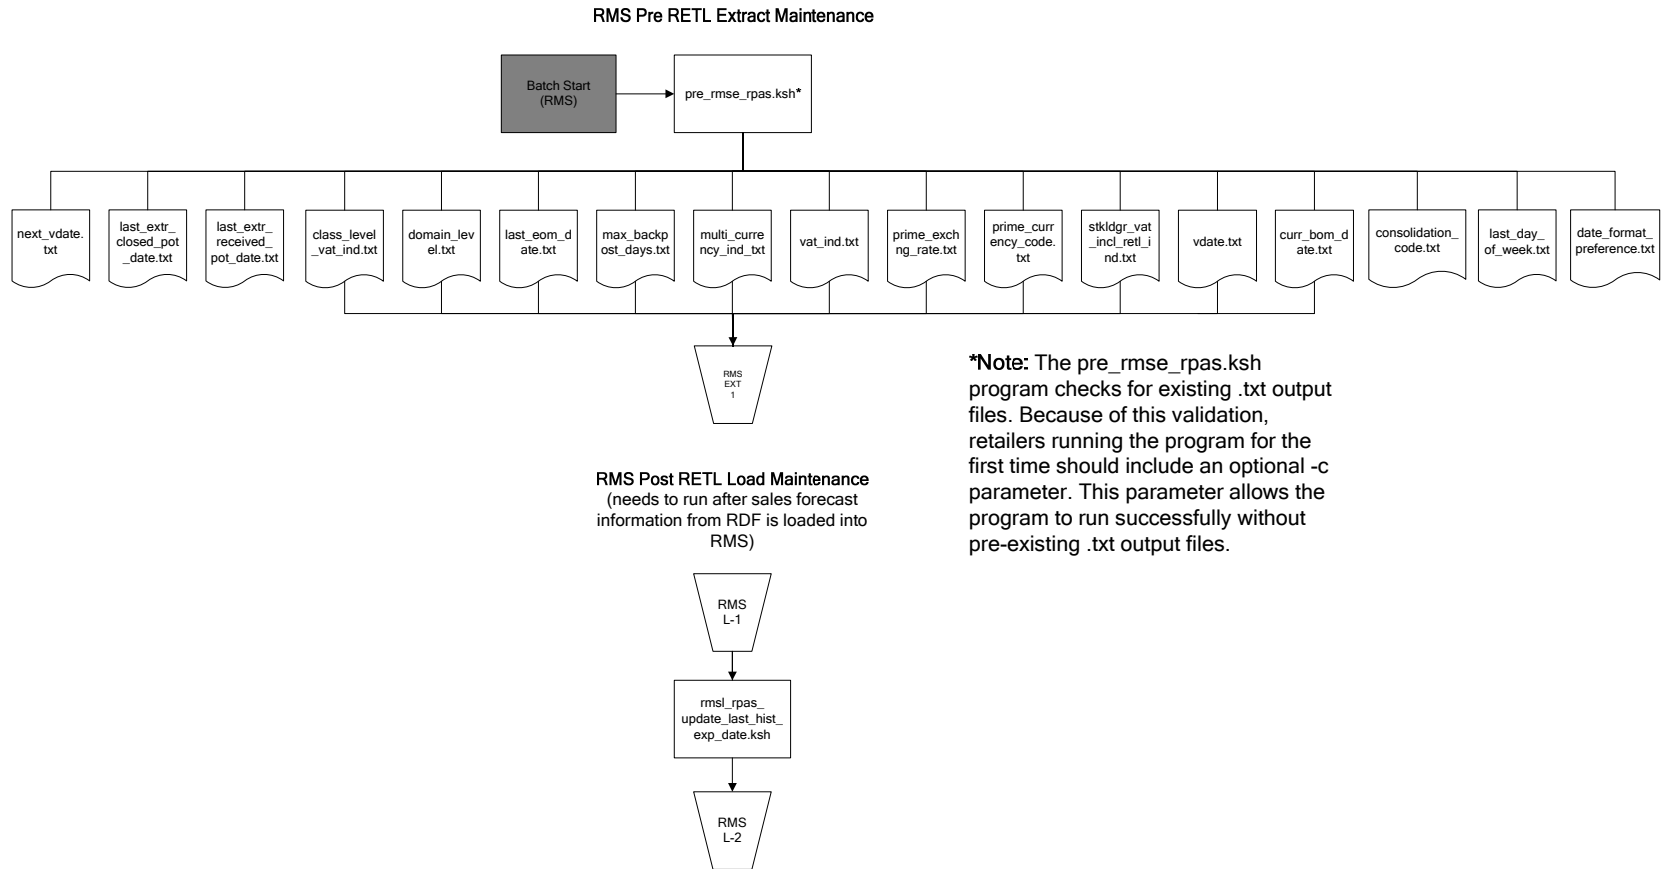 RMS Pre RETL Extract Maintenance
Batch Start
(RMS)
pre_rmse_rpas.ksh*
next_vdate.
txt
last_extr_
closed_pot
_date.txt
last_extr_
received_
pot_date.txt
class_level
_vat_ind.txt
domain_lev
el.txt
last_eom_d
ate.txt
max_backp
ost_days.txt
multi_curre
ncy_ind_txt
vat_ind.txt
prime_exch
ng_rate.txt
prime_curr
ency_code.
txt
stkldgr_vat
_incl_retl_i
nd.txt
vdate.txt
curr_bom_d
ate.txt
consolidation_
code.txt
last_day_
of_week.txt
date_format_
preference.txt
RMS
EXT
1
*Note: The pre_rmse_rpas.ksh
program checks for existing .txt output
files. Because of this validation,
retailers running the program for the
first time should include an optional -c
parameter. This parameter allows the
program to run successfully without
pre-existing .txt output files.
RMS Post RETL Load Maintenance
(needs to run after sales forecast
information from RDF is loaded into
RMS)
RMS
L-1
rmsl_rpas_
update_last_hist_
exp_date.ksh
RMS
L-2